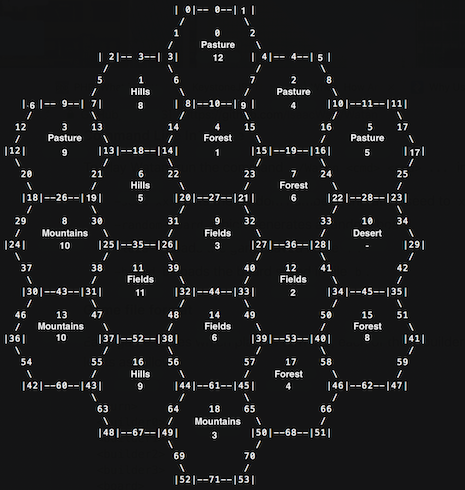 | 0|-- 0--| 1 |
/ \
1 0 2
/ Pasture \
| 2|-- 3--| 3| 12 | 4|-- 4--| 5 |
/ \ / \
5 1 6 7 2 8
/ Hills \ / Pasture \
| 6 |-- 9--| 7| 8 | 8|--10--| 9| 4 |10|--11--|11|
/ \ / \ / \
12 3 13 14 4 15 16 5 17
/ Pasture \ / Forest \ / Pasture \
|12| 9 |13|--18--|14| 1 |15|--19--|16| 5 |17|
\ / \ / \ /
20 21 6 22 23 7 24 25
\ / Hills \ / Forest \ /
|18|--26--|19| 5 |20|--27--|21| 6 |22|--28--|23|
/ \ / \ / \
29 8 30 31 9 32 33 10 34
/ Mountains \ / Fields \ / Desert \
|24| 10 |25|--35--|26| 3 |27|--36--|28| - |29|
\ / \ / \ /
37 38 11 39 40 12 41 42
\ / Fields \ / Fields \ /
|30|--43--|31| 11 |32|--44--|33| 2 |34|--45--|35|
/ \ / \ / \
46 13 47 48 14 49 50 15 51
/ Mountains \ / Fields \ / Forest \
|36| 10 |37|--52--|38| 6 |39|--53--|40| 8 |41|
\ / \ / \ /
54 55 16 56 57 17 58 59
\ / Hills \ / Forest \ /
|42|--60--|43| 9 |44|--61--|45| 4 |46|--62--|47|
\ / \ /
63 64 18 65 66
\ / Mountains \ /
|48|--67--|49| 3 |50|--68--|51|
\ /
69 70
\ /
|52|--71--|53|